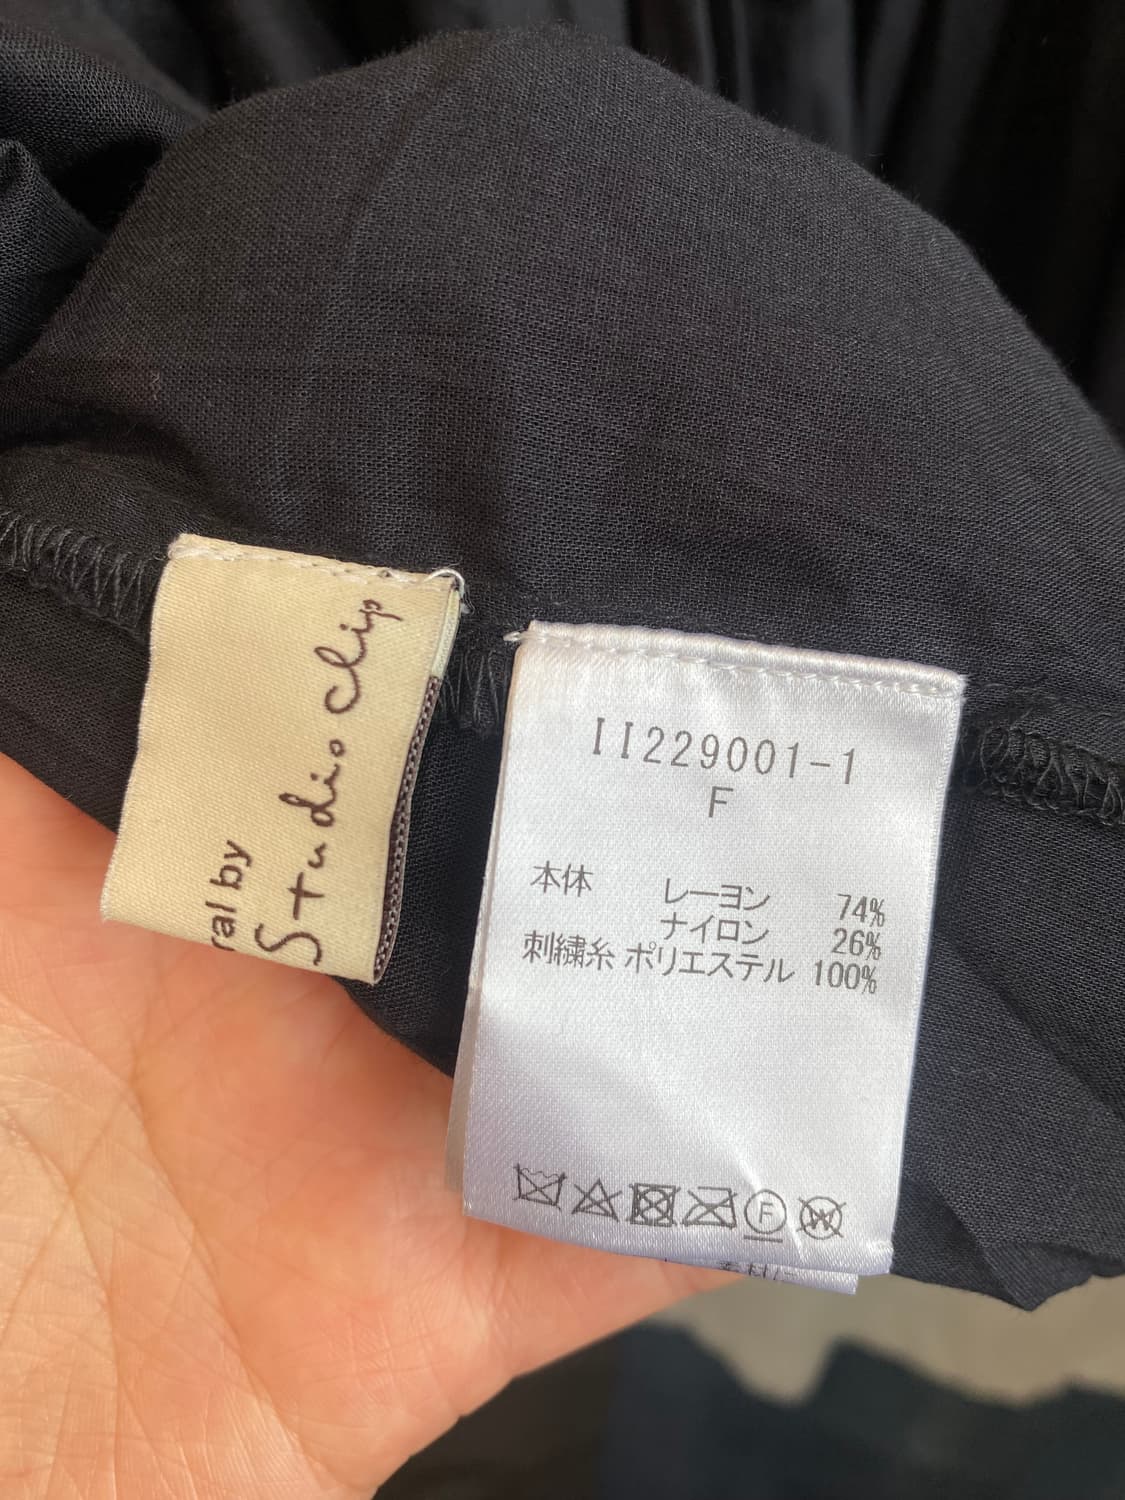 ral by
Studio Clip
II229001-1
F
本体 レーヨン 74%
ナイロン 26%
刺繍糸 ポリエステル 100%
F
W